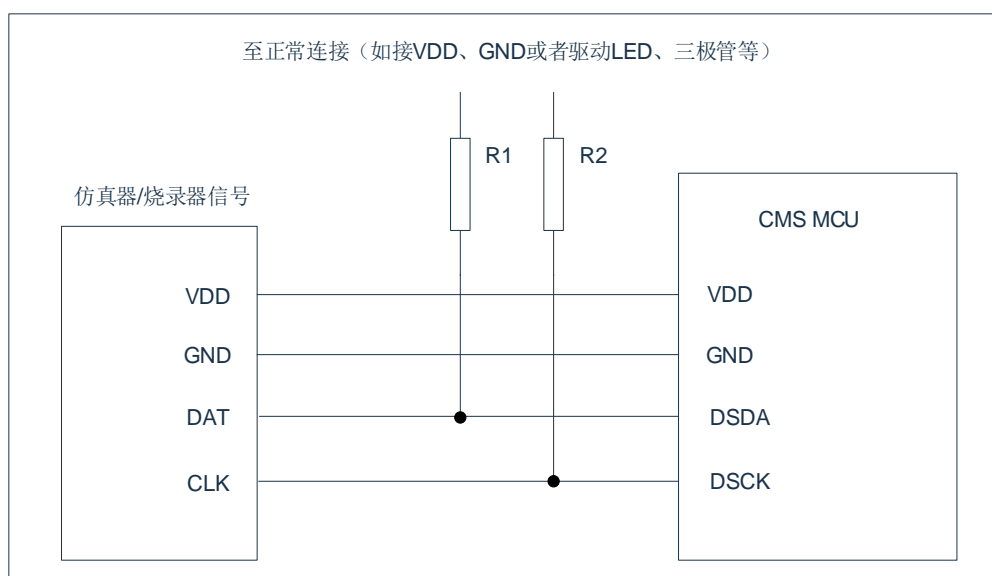 至正常连接（如接VDD、GND或者驱动LED、三极管等）
R1
R2
仿真器/烧录器信号
CMS MCU
VDD
VDD
GND
GND
DAT
DSDA
CLK
DSCK